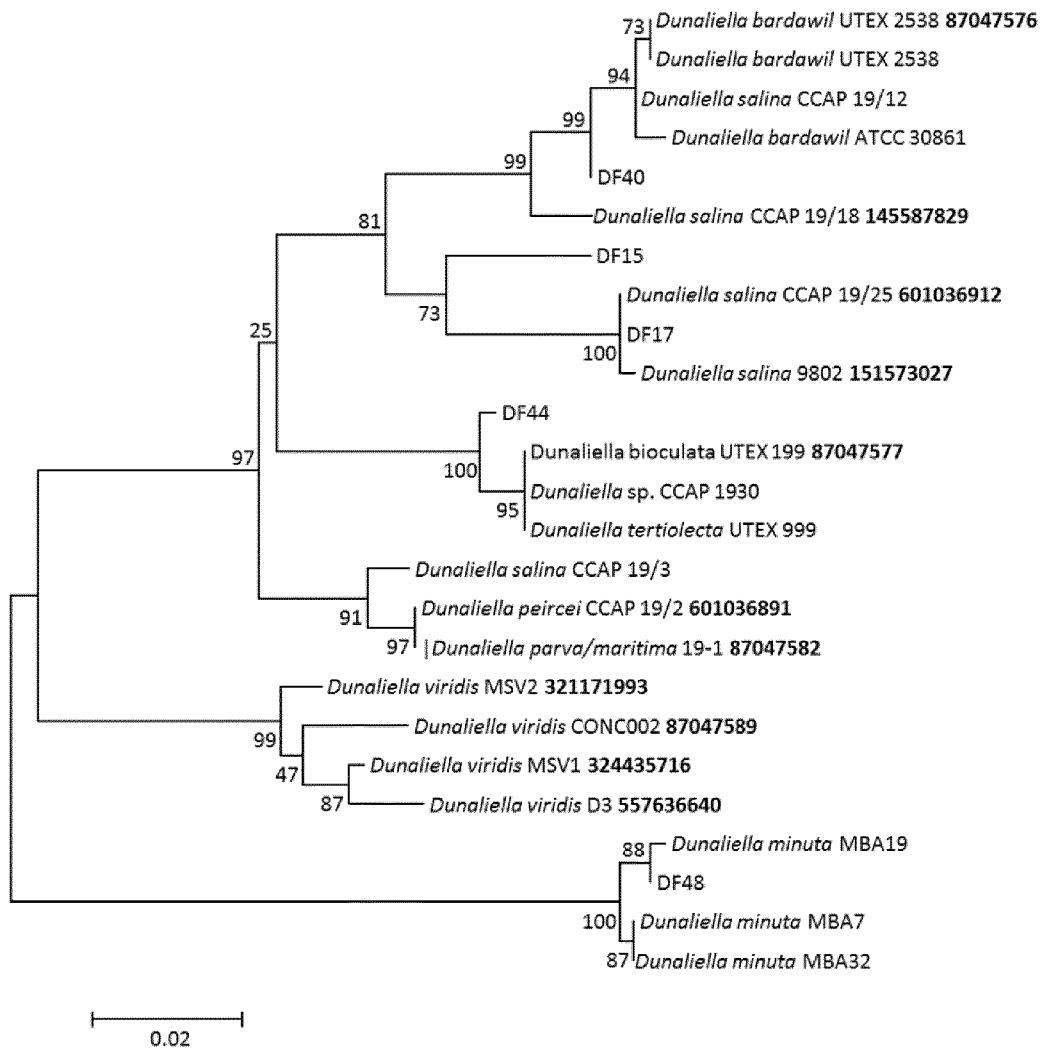 73
Dunaliella bardawil UTEX 2538 87047576
Dunaliella bardawil UTEX 2538
94
Dunaliella salina CCAP 19/12
99
Dunaliella bardawil ATCC 30861
99
DF40
81
Dunaliella salina CCAP 19/18 145587829
DF15
Dunaliella salina CCAP 19/25 601036912
73
25
DF17
100
Dunaliella salina 9802 151573027
DF44
97
Dunaliella bioculata UTEX 199 87047577
100
Dunaliella sp. CCAP 1930
95
Dunaliella tertiolecta UTEX 999
Dunaliella salina CCAP 19/3
Dunaliella peircei CCAP 19/2 601036891
91
97
Dunaliella parva/maritima 19-1 87047582
Dunaliella viridis MSV2 321171993
Dunaliella viridis CONC002 87047589
99
47
Dunaliella viridis MSV1 324435716
87
Dunaliella viridis D3 557636640
88
Dunaliella minuta MBA19
DF48
100
Dunaliella minuta MBA7
87
Dunaliella minuta MBA32
0.02